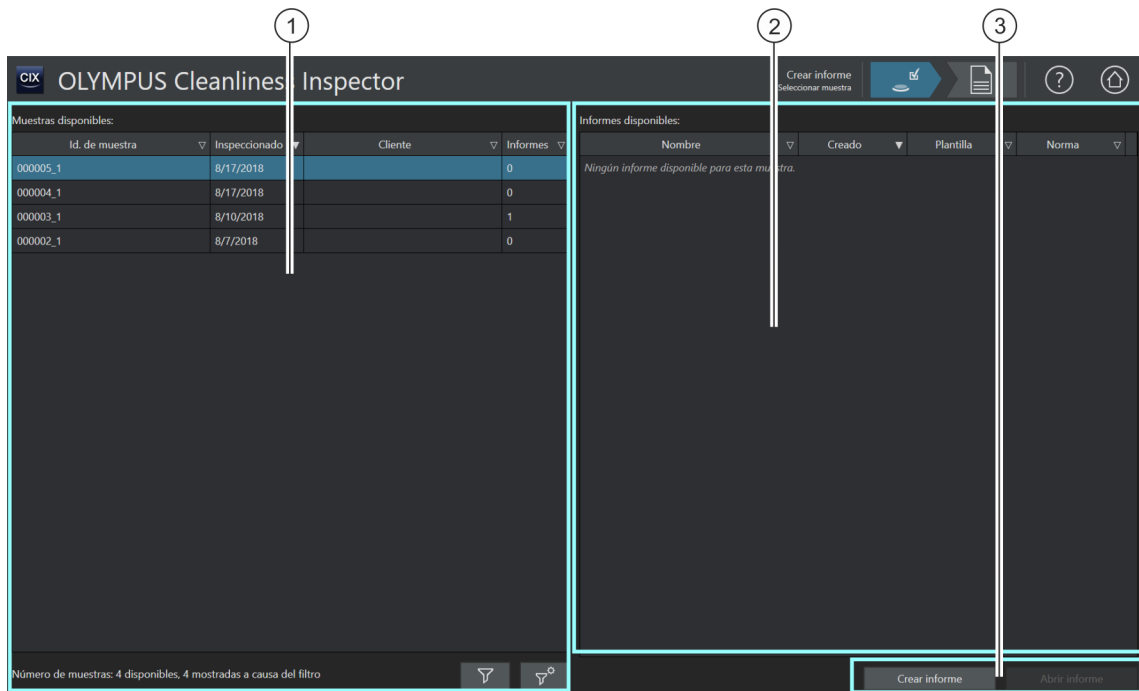 1
2
3
CIX OLYMPUS Cleanliness Inspector
Crear informe
Seleccionar muestra
?
Muestras disponibles:
Id. de muestra Inspeccionado Cliente Informes
000005_1 8/17/2018 0
000004_1 8/17/2018 0
000003_1 8/10/2018 1
000002_1 8/7/2018 0
Número de muestras: 4 disponibles, 4 mostradas a causa del filtro
Informes disponibles:
Nombre Creado Plantilla Norma
Ningún informe disponible para esta muestra.
Crear informe Abrir informe